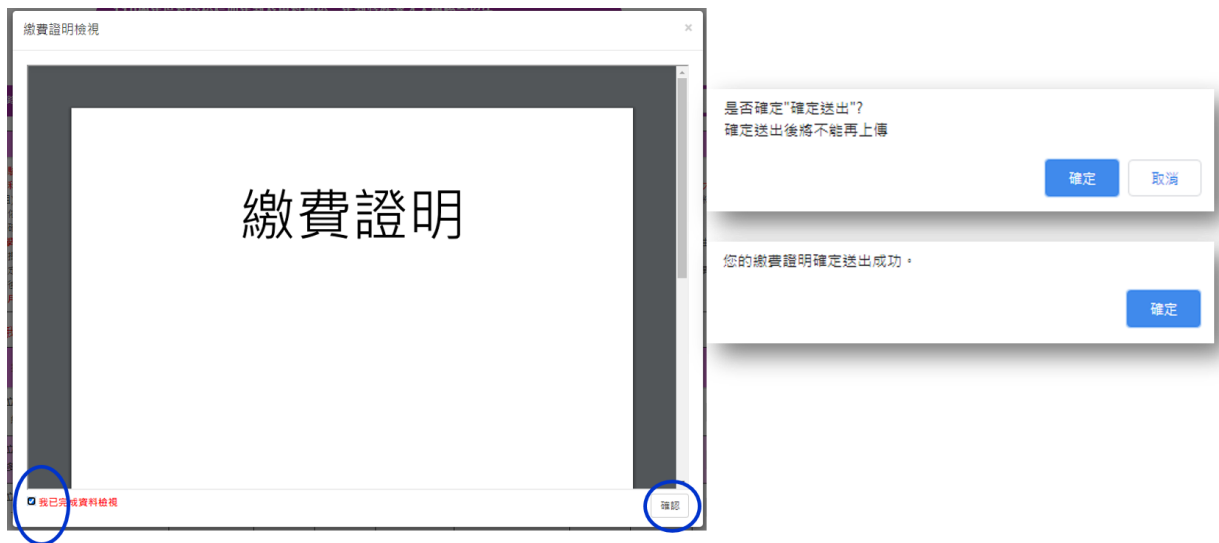 繳費證明檢視
×
繳費證明
我已完成資料檢視
確認
是否確定"確定送出"?
確定送出後將不能再上傳
確定
取消
您的繳費證明確定送出成功。
確定